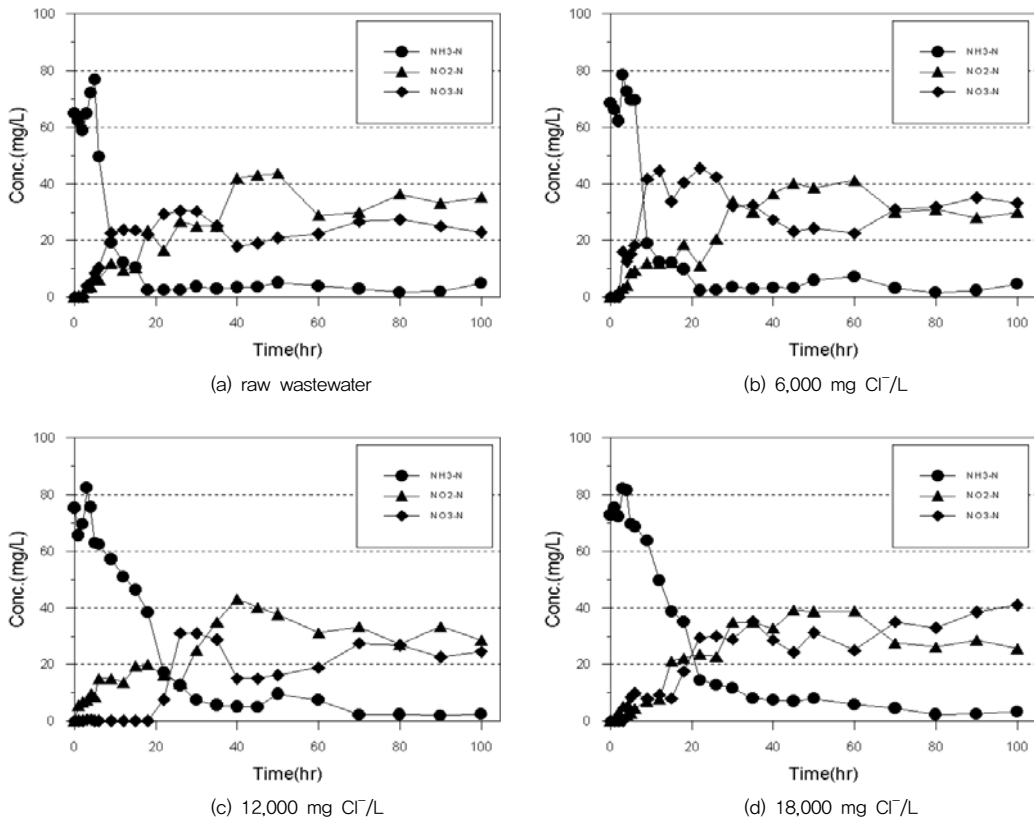 100
80
60
40
20
0
Conc.(mg/L)
NH3-N
NO2-N
NO3-N
0 20 40 60 80 100
Time(hr)
(a) raw wastewater
100
80
60
40
20
0
Conc.(mg/L)
NH3-N
NO2-N
NO3-N
0 20 40 60 80 100
Time(hr)
(b) 6,000 mg Cl⁻/L
100
80
60
40
20
0
Conc.(mg/L)
NH3-N
NO2-N
NO3-N
0 20 40 60 80 100
Time(hr)
(c) 12,000 mg Cl⁻/L
100
80
60
40
20
0
Conc.(mg/L)
NH3-N
NO2-N
NO3-N
0 20 40 60 80 100
Time(hr)
(d) 18,000 mg Cl⁻/L